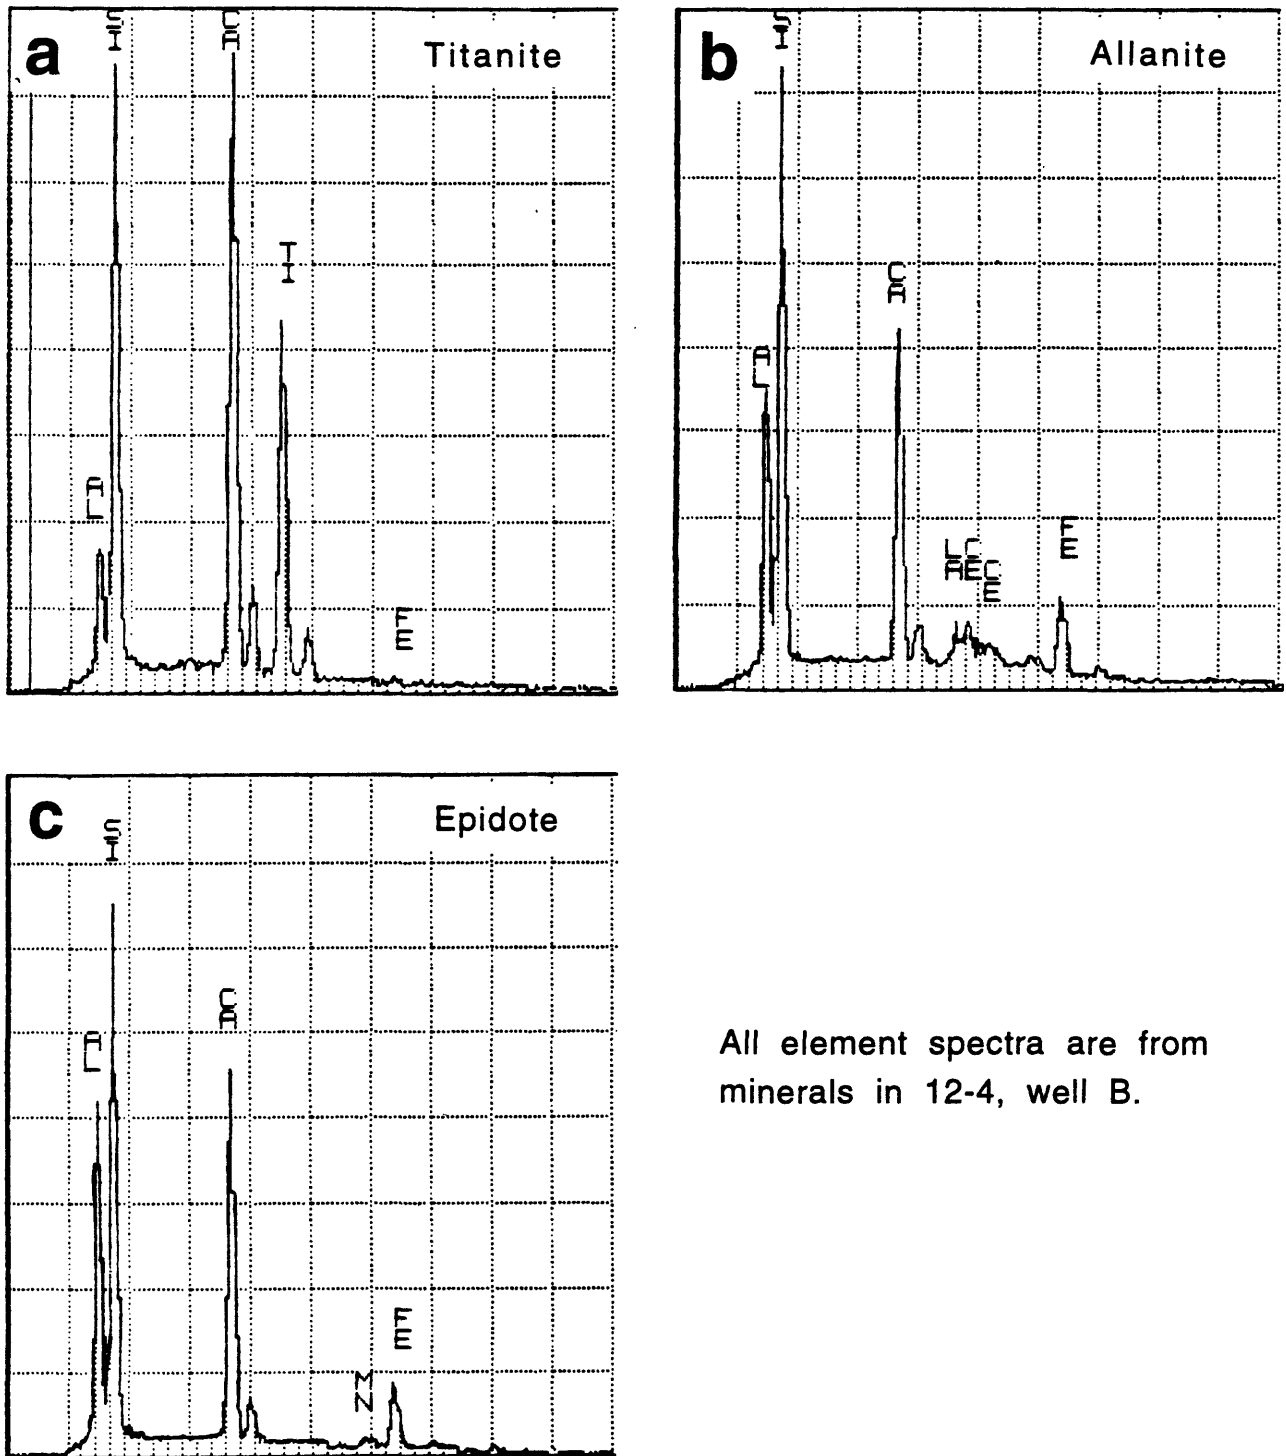 a
Titanite
SI
CA
TI
AL
FE
b
Allanite
SI
CA
AL
LA
CE
CE
FE
c
Epidote
SI
CA
AL
FE
MN
All element spectra are from
minerals in 12-4, well B.